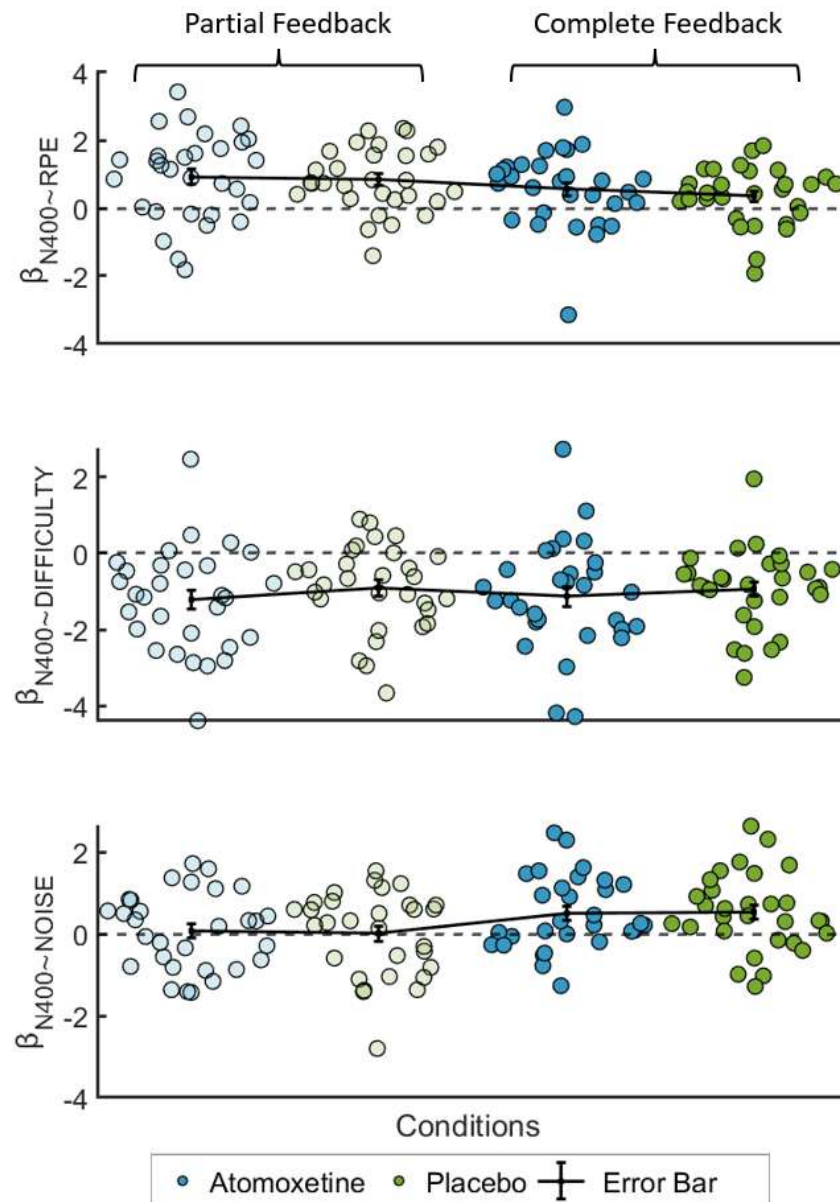 Partial Feedback Complete Feedback
4
2
0
-2
-4
βN400~RPE
2
0
-2
-4
βN400~DIFFICULTY
2
0
-2
-4
βN400~NOISE
Conditions
Atomoxetine Placebo Error Bar